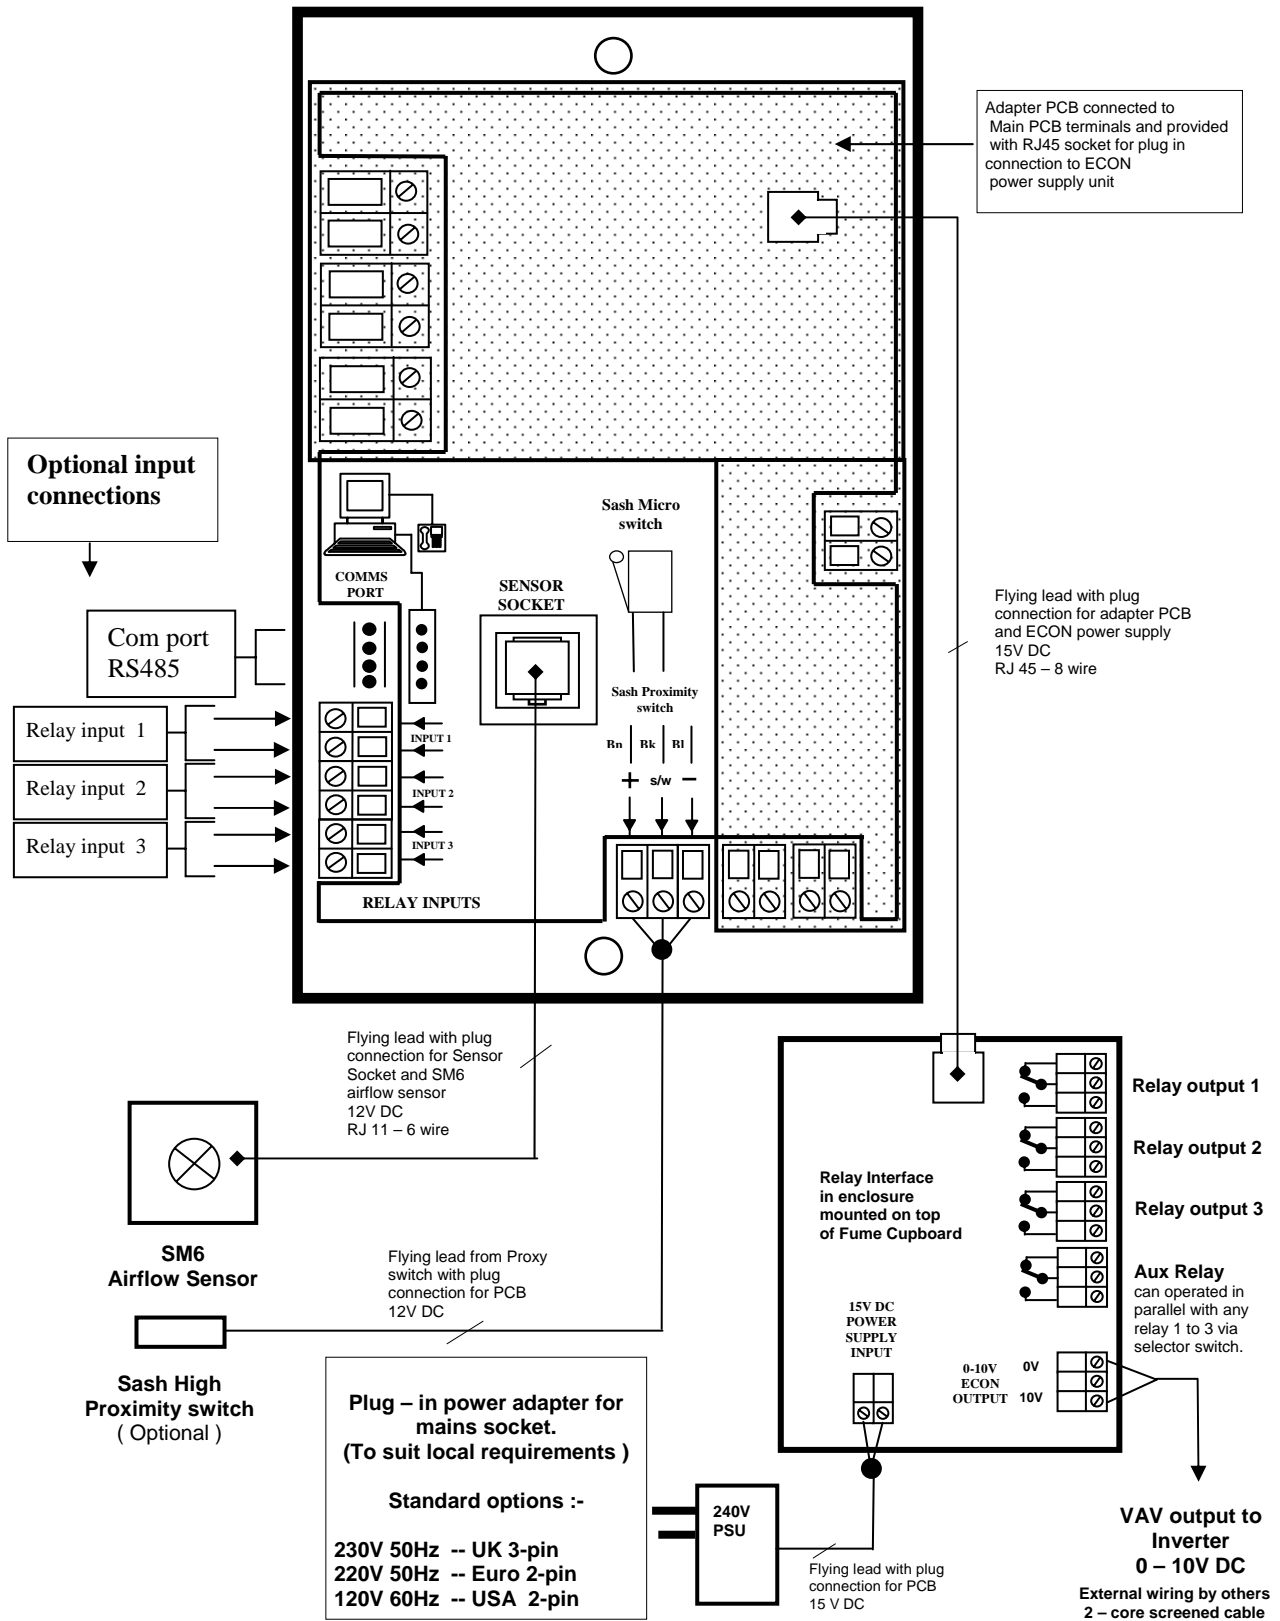 Adapter PCB connected to
Main PCB terminals and provided
with RJ45 socket for plug in
connection to ECON
power supply unit
Optional input
connections
Sash Micro
switch
COMMS
PORT
SENSOR
SOCKET
Com port
RS485
Flying lead with plug
connection for adapter PCB
and ECON power supply
15V DC
RJ 45 – 8 wire
Sash Proximity
switch
Relay input 1
INPUT 1
Bn Bk Bl
+ s/w –
Relay input 2
INPUT 2
Relay input 3
INPUT 3
RELAY INPUTS
Flying lead with plug
connection for Sensor
Socket and SM6
airflow sensor
12V DC
RJ 11 – 6 wire
Relay output 1
Relay output 2
Relay Interface
in enclosure
mounted on top
of Fume Cupboard
Relay output 3
SM6
Airflow Sensor
Flying lead from Proxy
switch with plug
connection for PCB
12V DC
Aux Relay
can operated in
parallel with any
relay 1 to 3 via
selector switch.
15V DC
POWER
SUPPLY
INPUT
0-10V
ECON
OUTPUT
0V
10V
Sash High
Proximity switch
( Optional )
Plug – in power adapter for
mains socket.
(To suit local requirements )
Standard options :-
230V 50Hz -- UK 3-pin
220V 50Hz -- Euro 2-pin
120V 60Hz -- USA 2-pin
240V
PSU
Flying lead with plug
connection for PCB
15 V DC
VAV output to
Inverter
0 – 10V DC
External wiring by others
2 – core screened cable